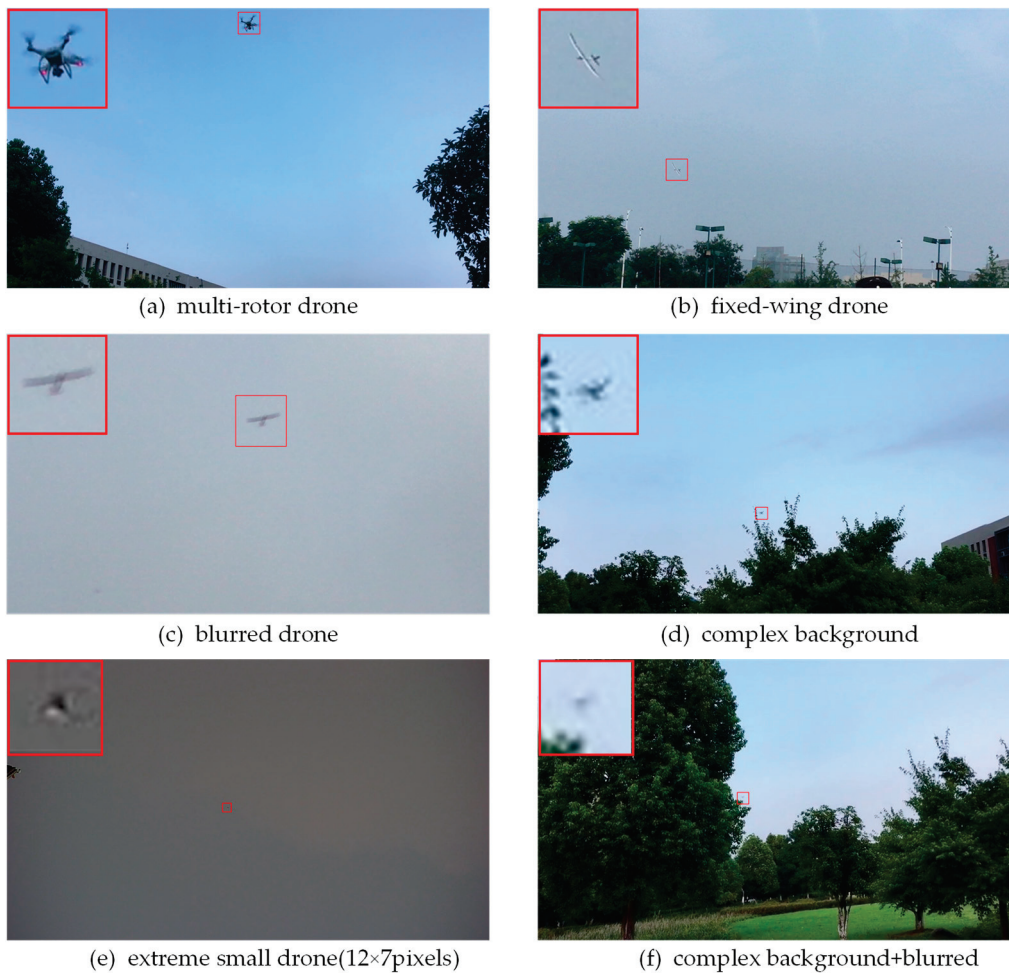 (a) multi-rotor drone
(b) fixed-wing drone
(c) blurred drone
(d) complex background
(e) extreme small drone(12×7pixels)
(f) complex background+blurred